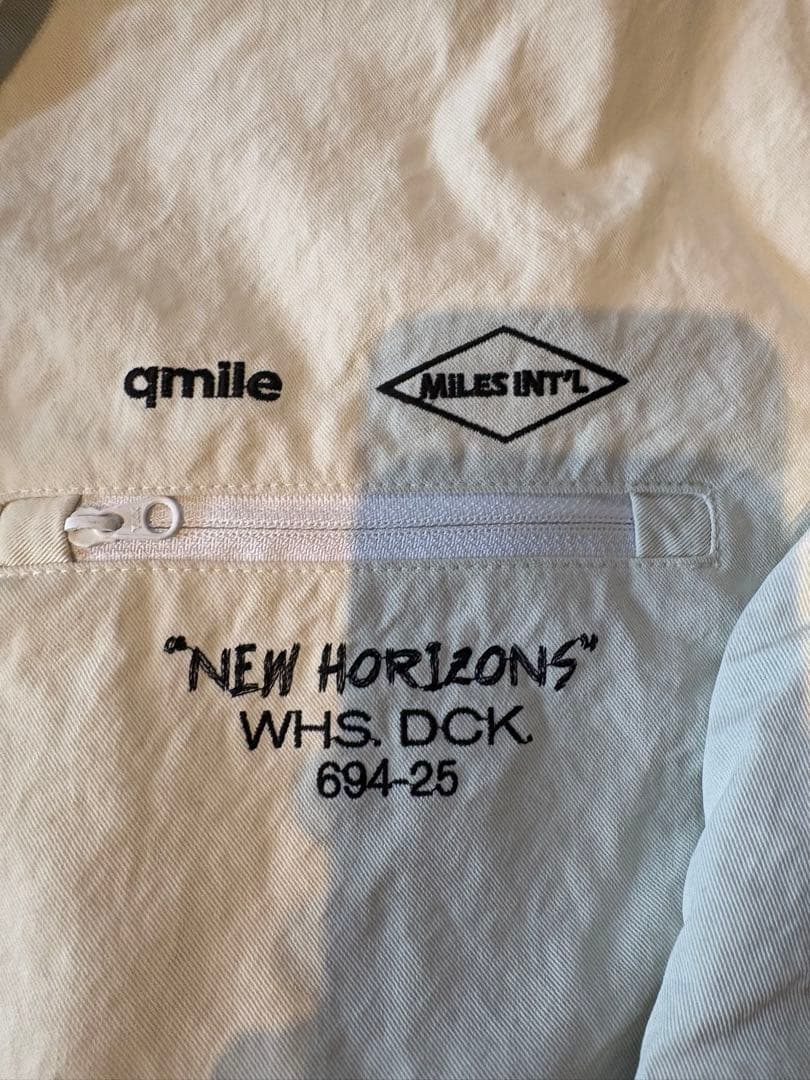 qmile
MILES INT'L
"NEW HORIZONS"
WHS. DCK.
694-25